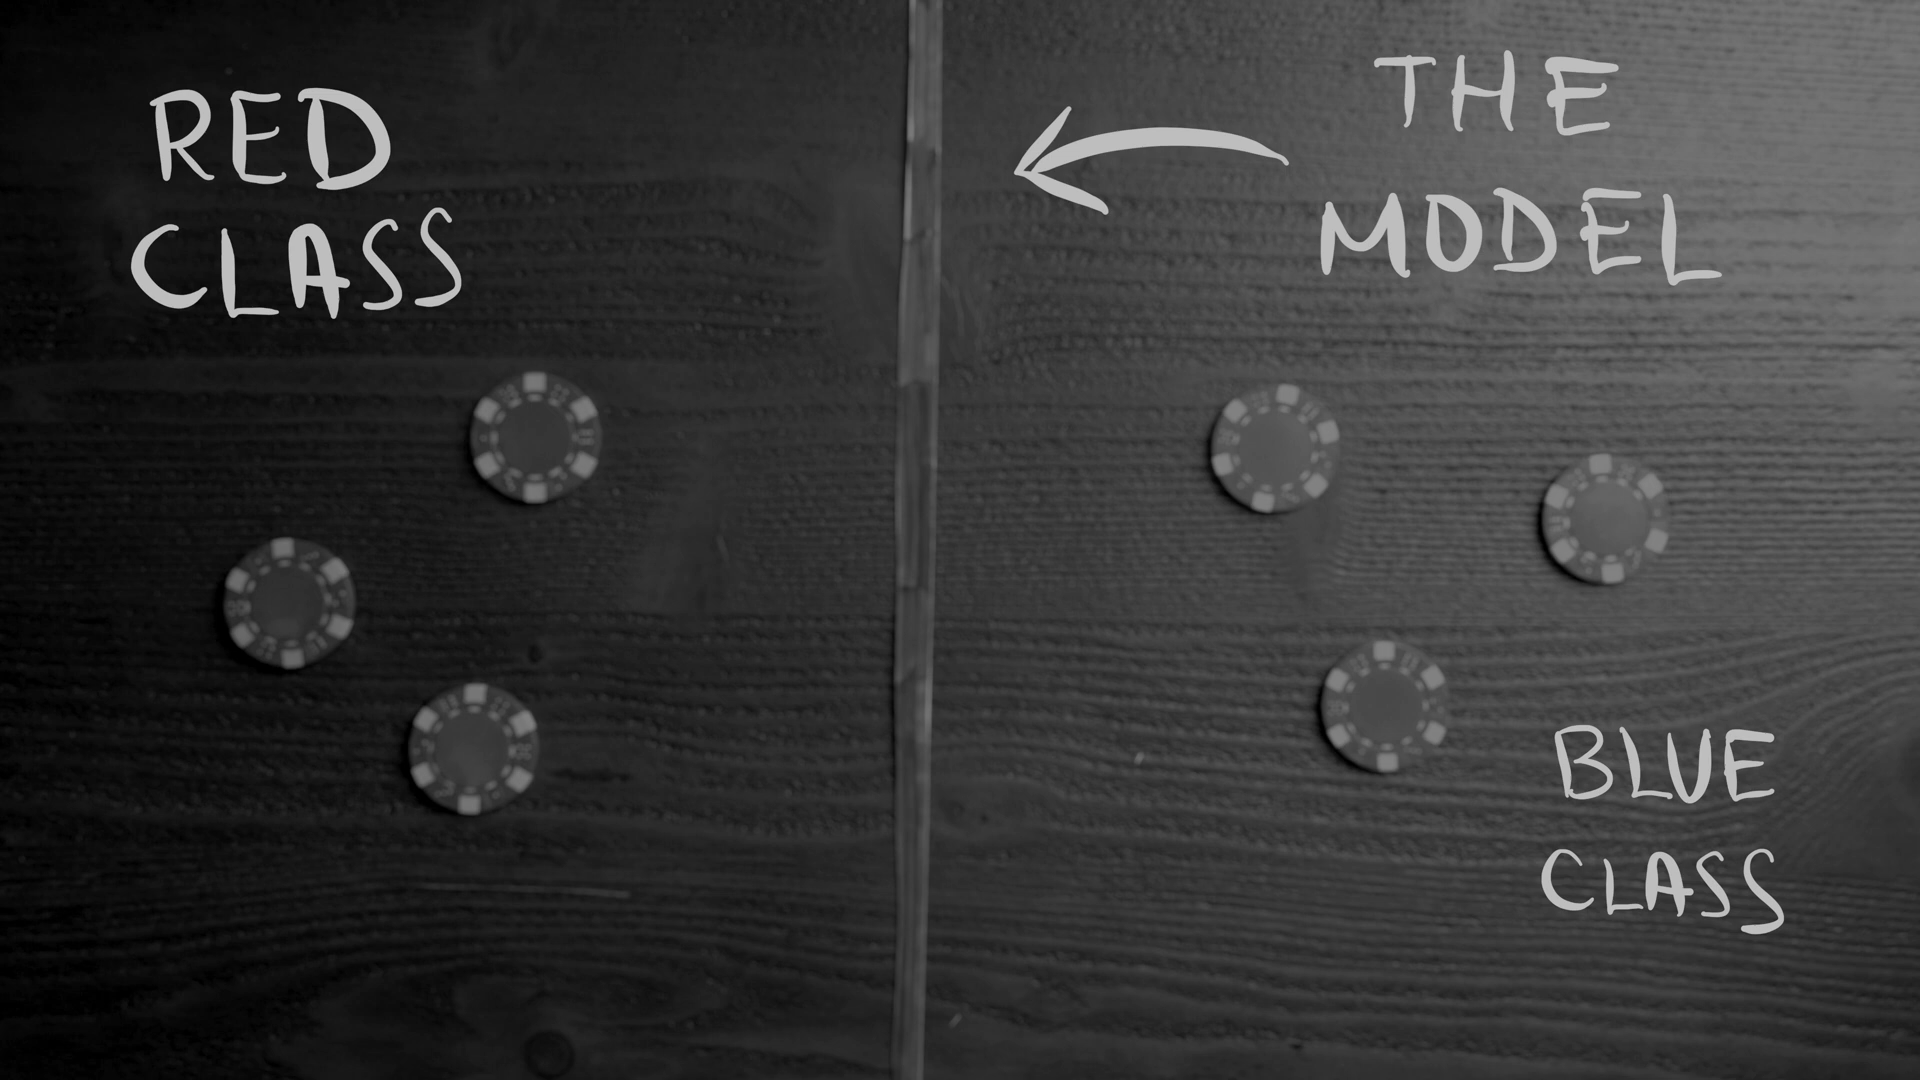 RED
CLASS
THE
MODEL
BLUE
CLASS